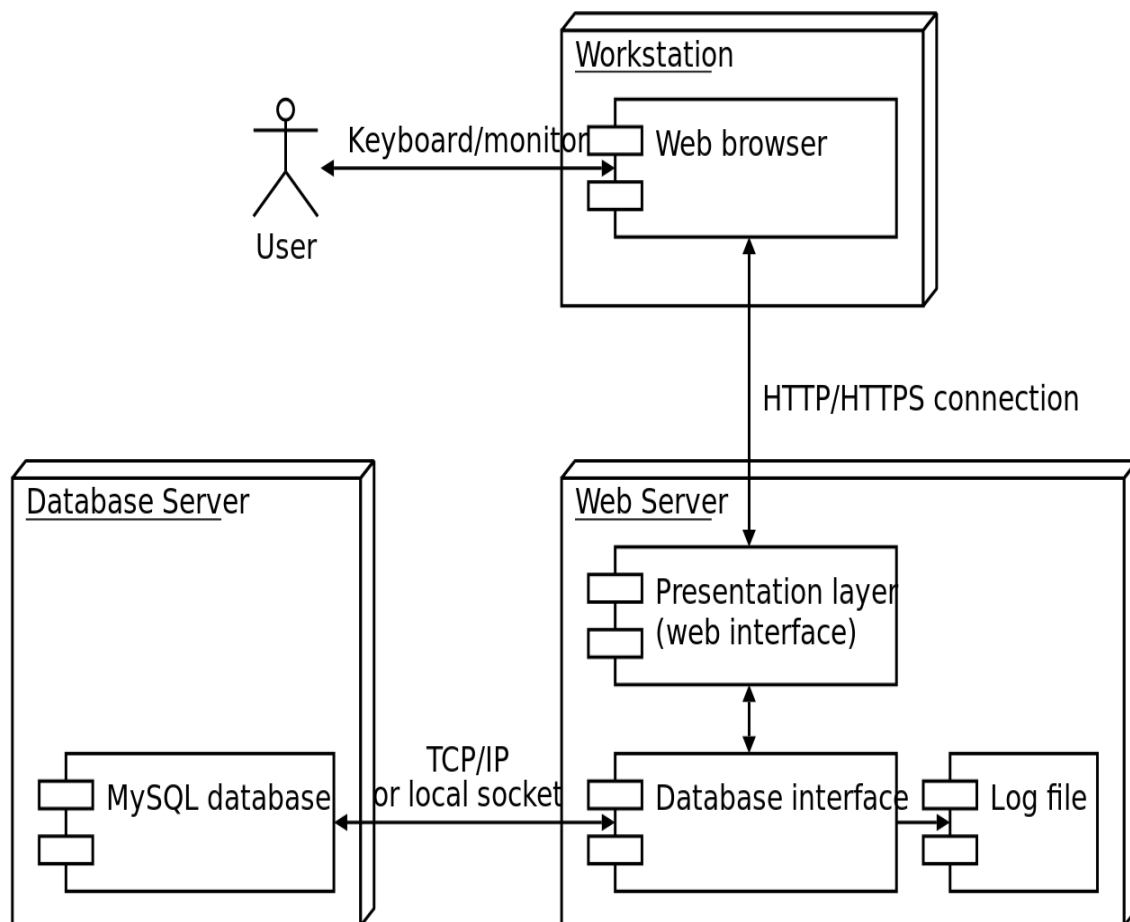 Workstation
Keyboard/monitor
Web browser
User
HTTP/HTTPS connection
Database Server
Web Server
Presentation layer
(web interface)
TCP/IP
or local socket
MySQL database
Database interface
Log file